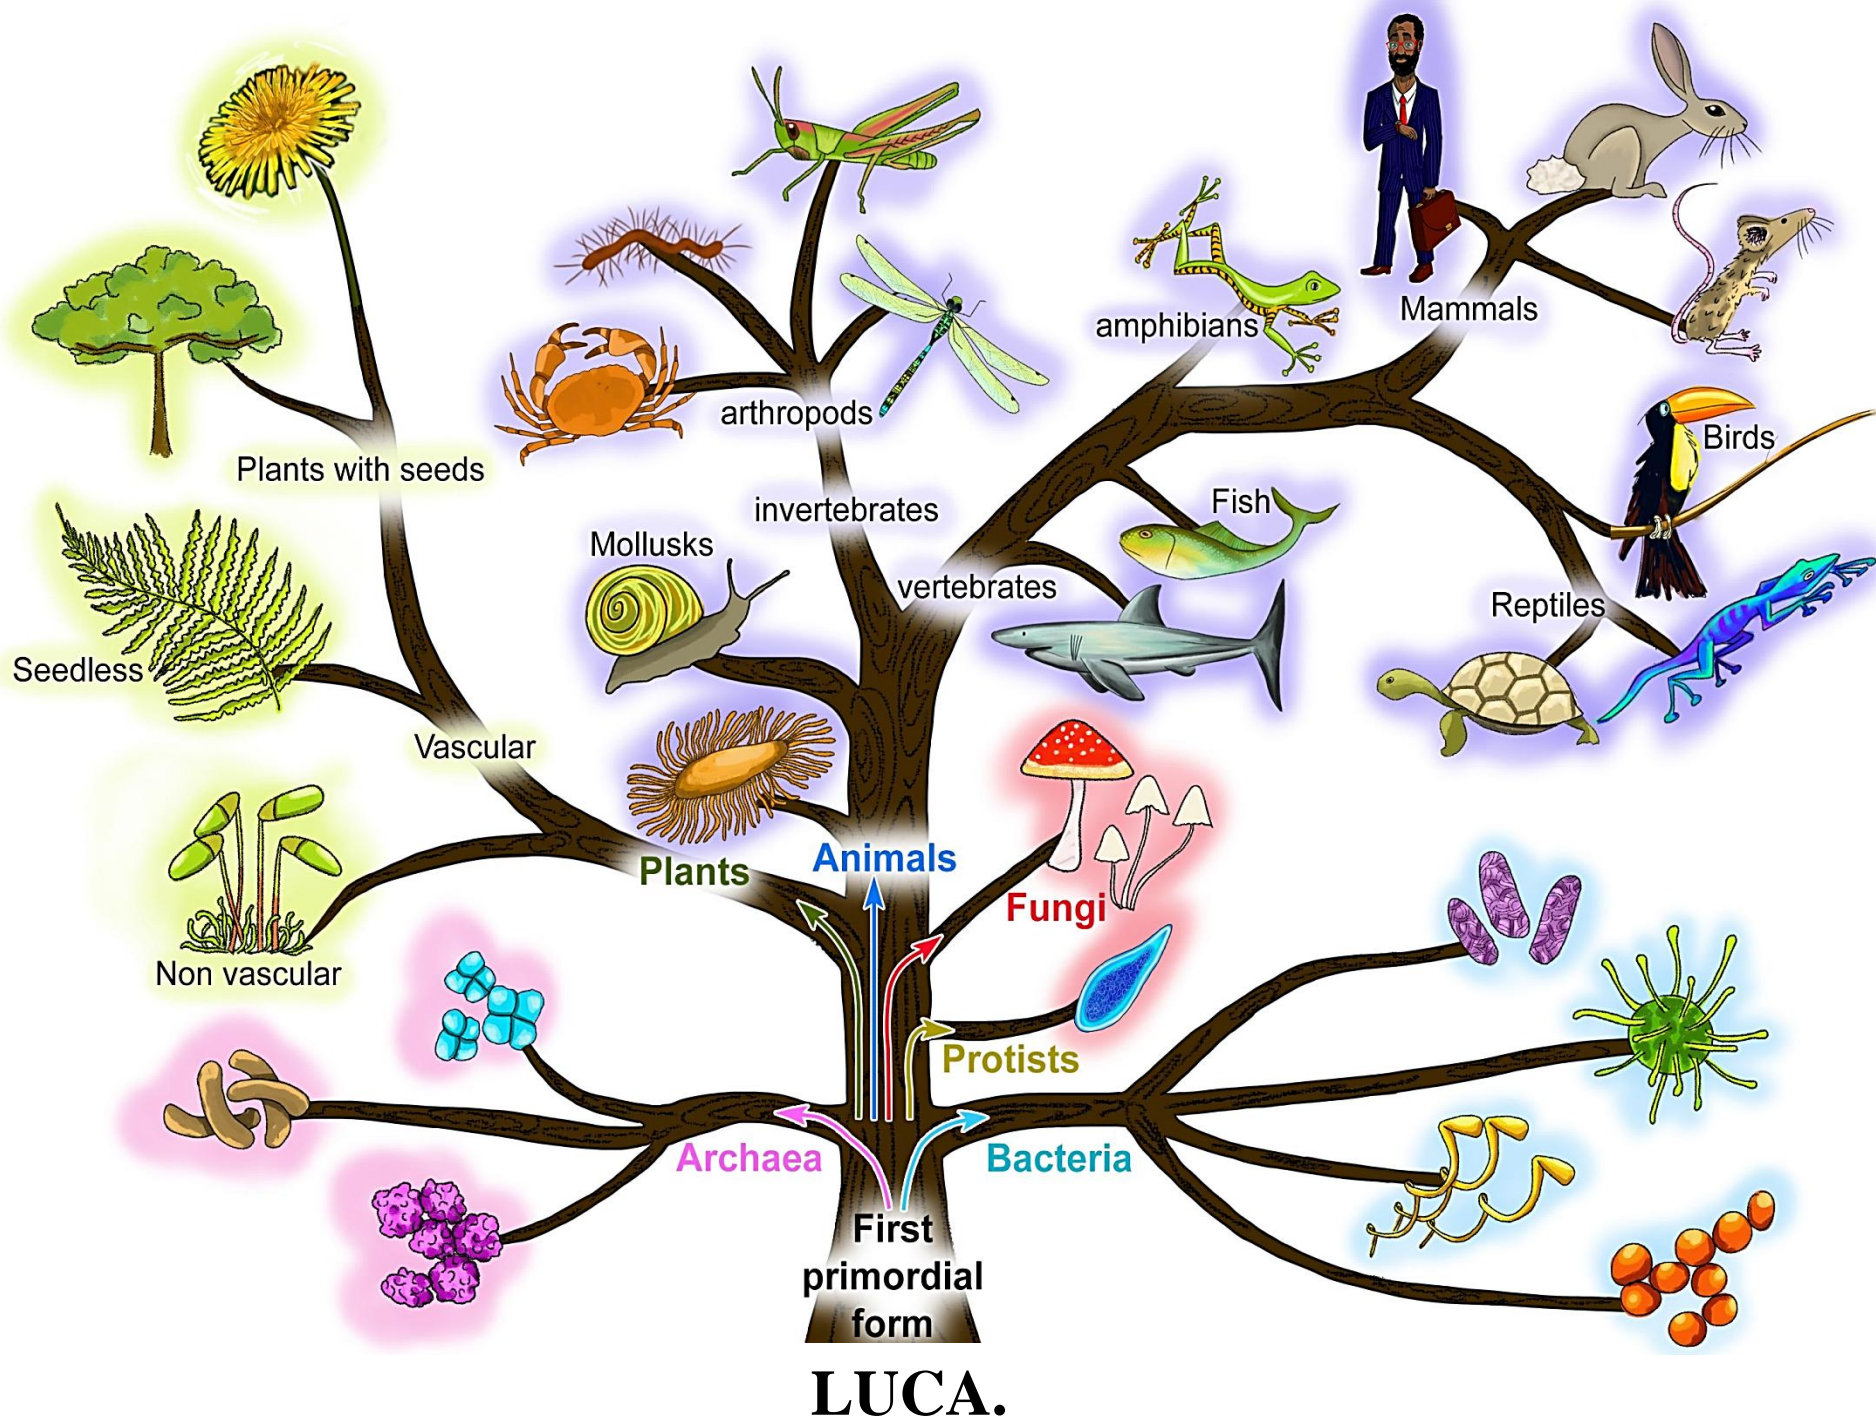 Mammals
amphibians
arthropods
Birds
Plants with seeds
Fish
invertebrates
Mollusks
vertebrates
Reptiles
Seedless
Vascular
Animals
Plants
Fungi
Non vascular
Protists
Archaea
Bacteria
First
primordial
form
LUCA.